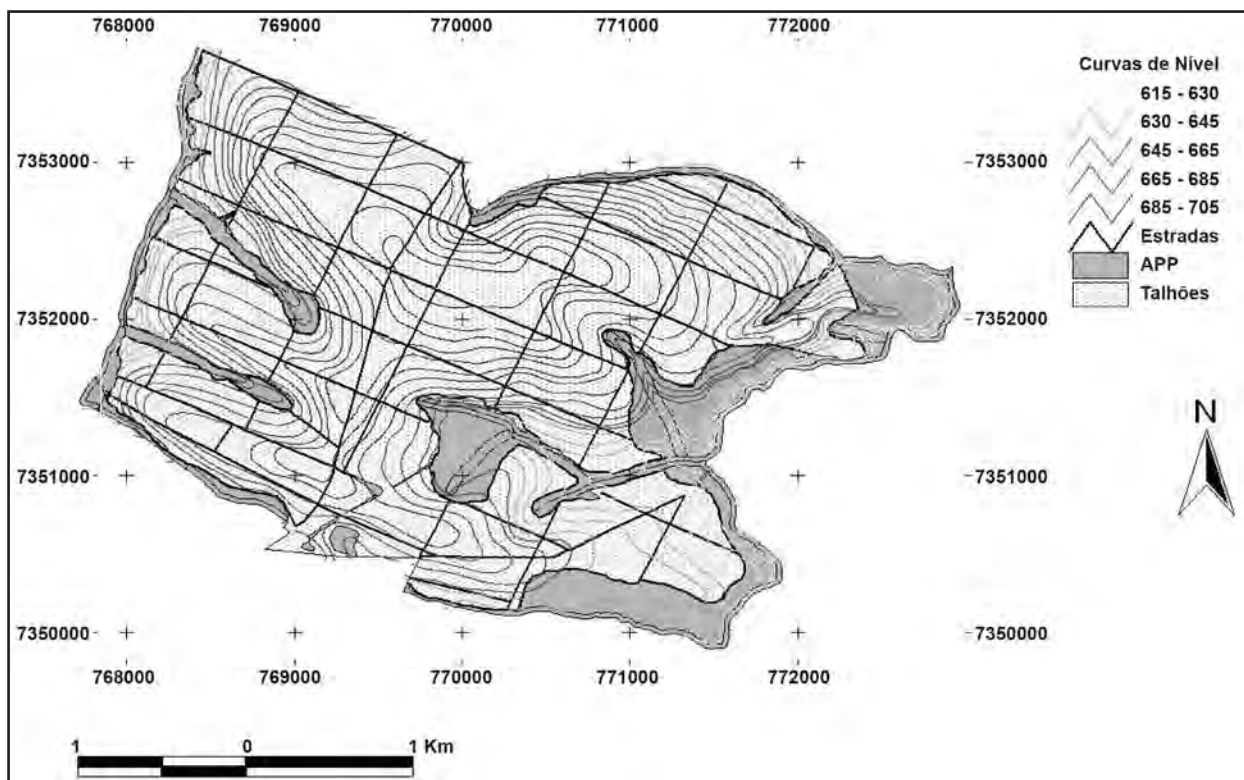 768000 769000 770000 771000 772000
Curvas de Nível
615 - 630
630 - 645
645 - 665
665 - 685
685 - 705
Estradas
APP
Talhões
7353000 7353000
7352000 7352000
N
7351000 7351000
7350000 7350000
768000 769000 770000 771000 772000
1 0 1 Km